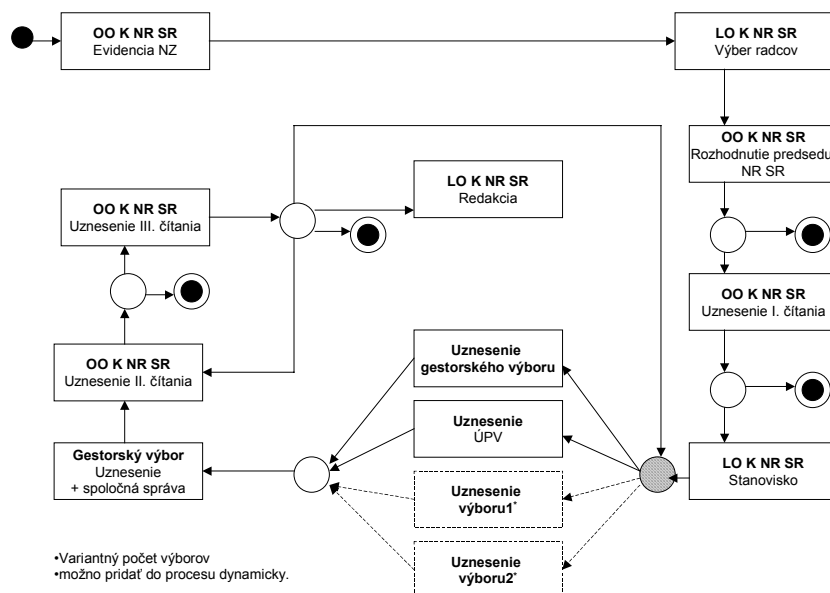 OO K NR SR
Evidencia NZ
LO K NR SR
Výber radcov
OO K NR SR
Rozhodnutie predsedu
NR SR
LO K NR SR
Redakcia
OO K NR SR
Uznesenie III. čítania
OO K NR SR
Uznesenie I. čítania
OO K NR SR
Uznesenie II. čítania
Uznesenie
gestorského výboru
Uznesenie
ÚPV
Gestorský výbor
Uznesenie
+ spoločná správa
LO K NR SR
Stanovisko
Uznesenie
výboru1*
Uznesenie
výboru2*
•Variantný počet výborov
•možno pridať do procesu dynamicky.